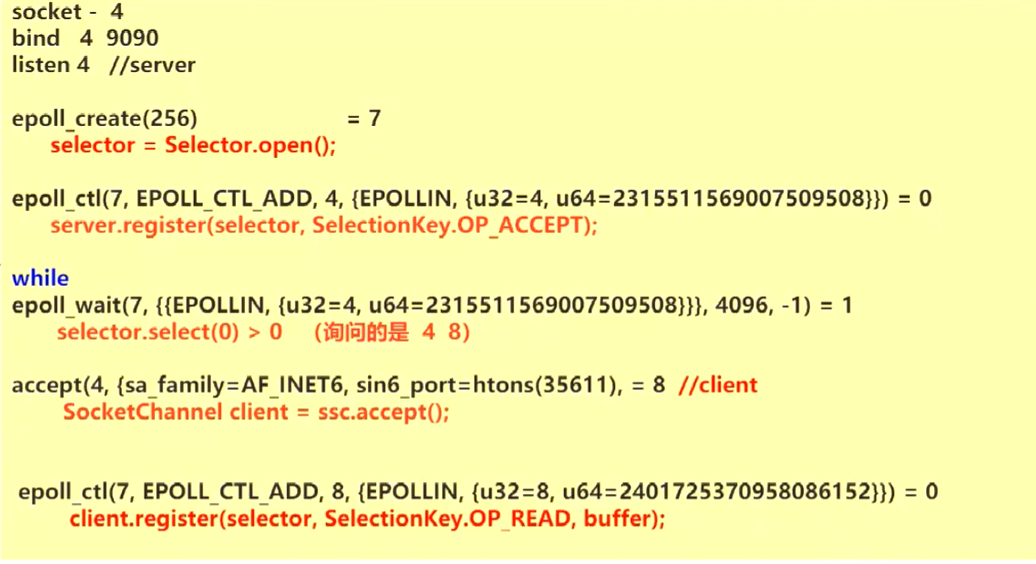 socket - 4
bind 4 9090
listen 4 //server
epoll_create(256) = 7
selector = Selector.open();
epoll_ctl(7, EPOLL_CTL_ADD, 4, {EPOLLIN, {u32=4, u64=2315511569007509508}}) = 0
server.register(selector, SelectionKey.OP_ACCEPT);
while
epoll_wait(7, {{EPOLLIN, {u32=4, u64=2315511569007509508}}}, 4096, -1) = 1
selector.select(0) > 0 （询问的是 4 8）
accept(4, {sa_family=AF_INET6, sin6_port=htons(35611), = 8 //client
SocketChannel client = ssc.accept();
epoll_ctl(7, EPOLL_CTL_ADD, 8, {EPOLLIN, {u32=8, u64=2401725370958086152}}) = 0
client.register(selector, SelectionKey.OP_READ, buffer);